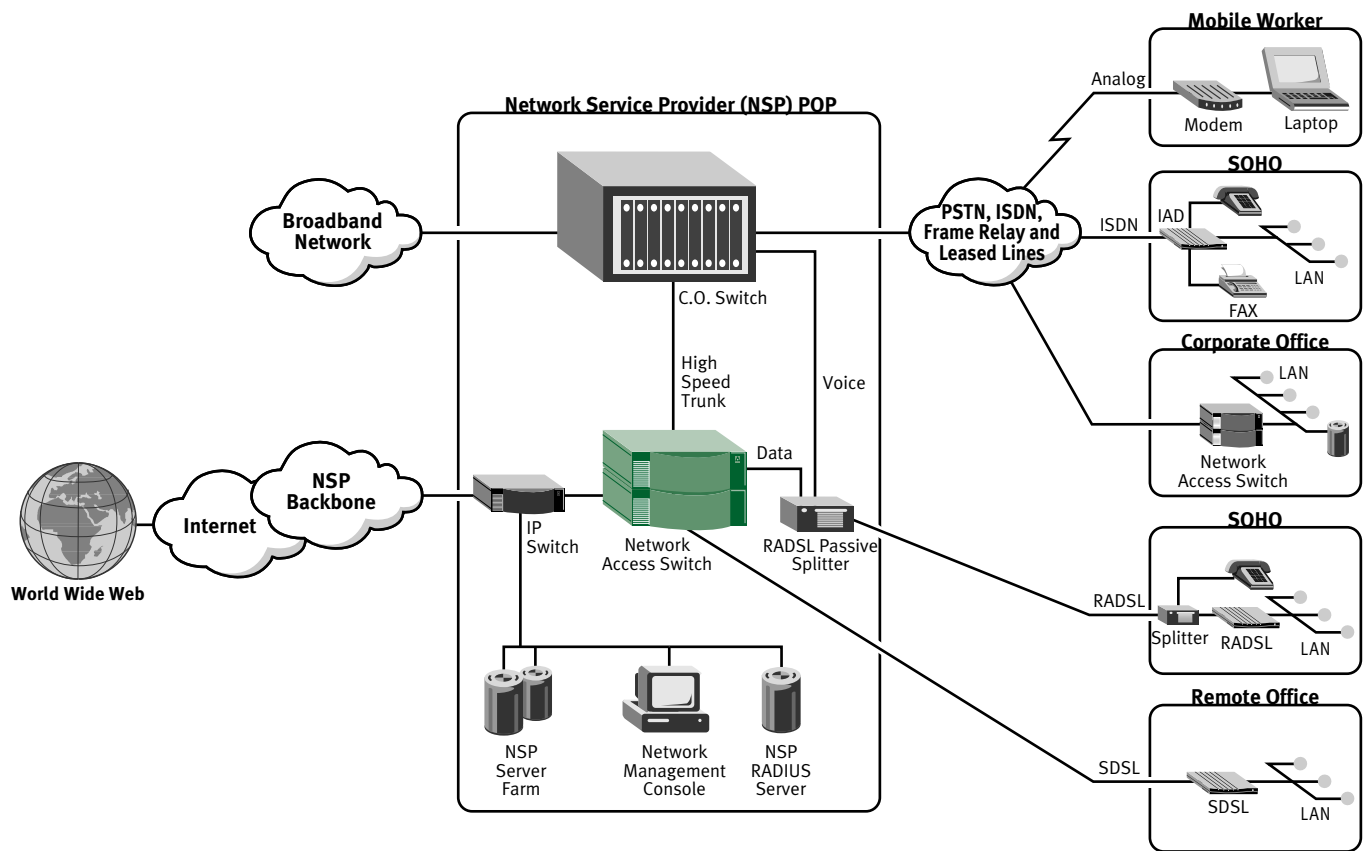 Mobile Worker
Analog
Modem
Laptop
Network Service Provider (NSP) POP
SOHO
Broadband
Network
PSTN, ISDN,
Frame Relay and
Leased Lines
ISDN
IAD
LAN
FAX
C.O. Switch
High
Speed
Trunk
Voice
Corporate Office
LAN
Network
Access Switch
Data
NSP
Backbone
Internet
World Wide Web
IP
Switch
Network
Access Switch
RADSL Passive
Splitter
SOHO
RADSL
Splitter
RADSL
LAN
NSP
Server
Farm
Network
Management
Console
NSP
RADIUS
Server
Remote Office
SDSL
SDSL
LAN